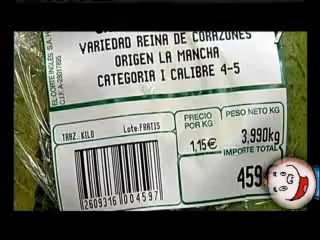 VARIEDAD REINA DE CORAZONES
ORIGEN LA MANCHA
CATEGORIA I CALIBRE 4-5
EL CORTE INGLES S.A.
C.I.F. A-28017895
TRAZ.: KILO
Lote: FRATIS
PRECIO POR KG
1,15€
PESO NETO KG
3,990kg
IMPORTE TOTAL
459
2609316 004597